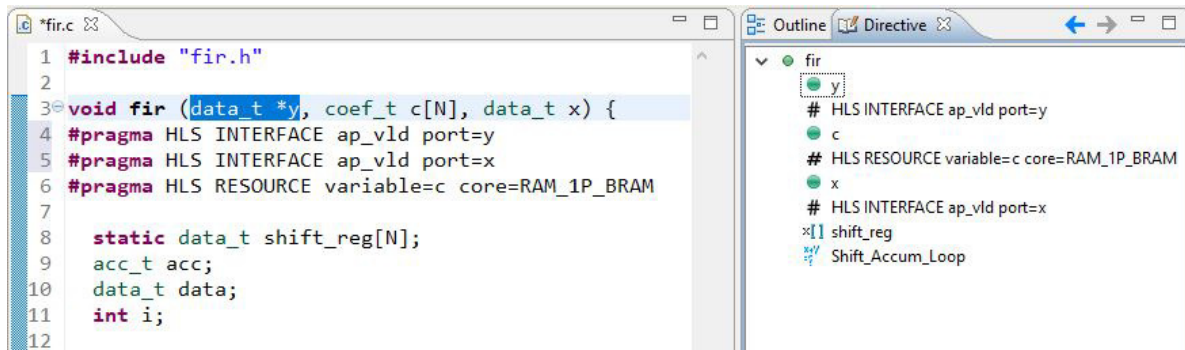 *fir.c
1 #include "fir.h"
2
3 void fir (data_t *y, coef_t c[N], data_t x) {
4 #pragma HLS INTERFACE ap_vld port=y
5 #pragma HLS INTERFACE ap_vld port=x
6 #pragma HLS RESOURCE variable=c core=RAM_1P_BRAM
7
8 static data_t shift_reg[N];
9 acc_t acc;
10 data_t data;
11 int i;
12
Outline Directive
fir
y
# HLS INTERFACE ap_vld port=y
c
# HLS RESOURCE variable=c core=RAM_1P_BRAM
x
# HLS INTERFACE ap_vld port=x
×[] shift_reg
Shift_Accum_Loop